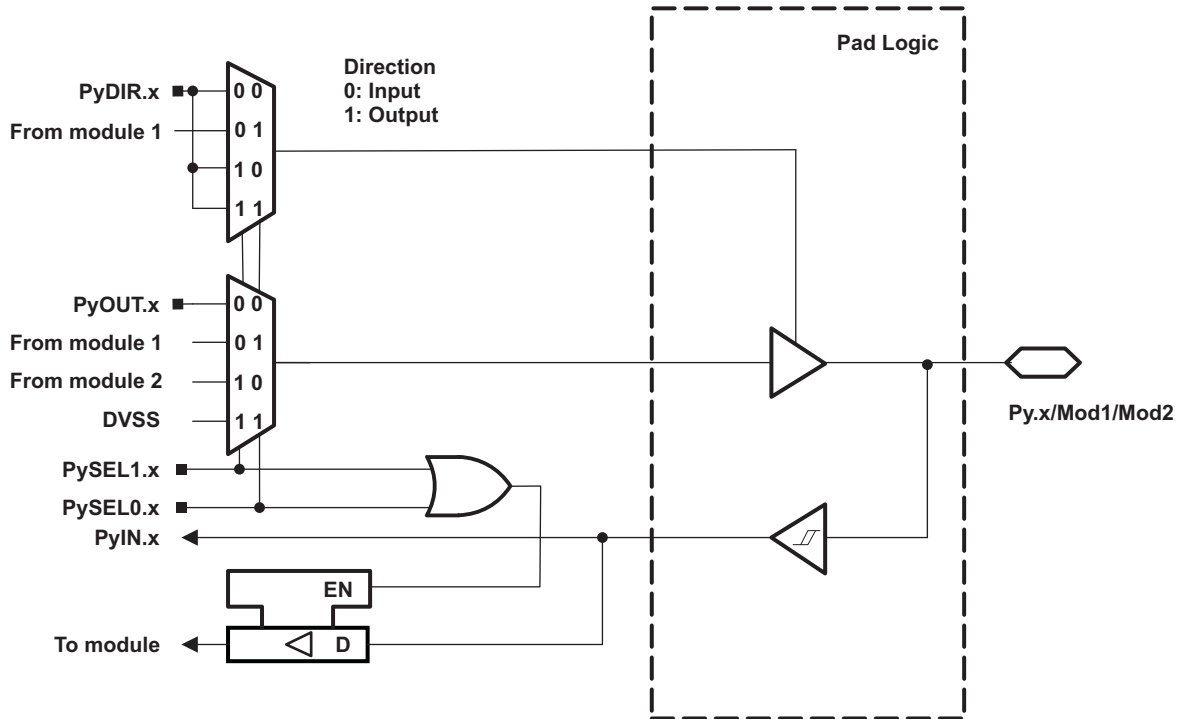 Pad Logic
Direction
0: Input
1: Output
PyDIR.x
0 0
From module 1
0 1
1 0
1 1
PyOUT.x
0 0
From module 1
0 1
From module 2
1 0
DVSS
1 1
Py.x/Mod1/Mod2
PySEL1.x
PySEL0.x
PyIN.x
EN
To module
D